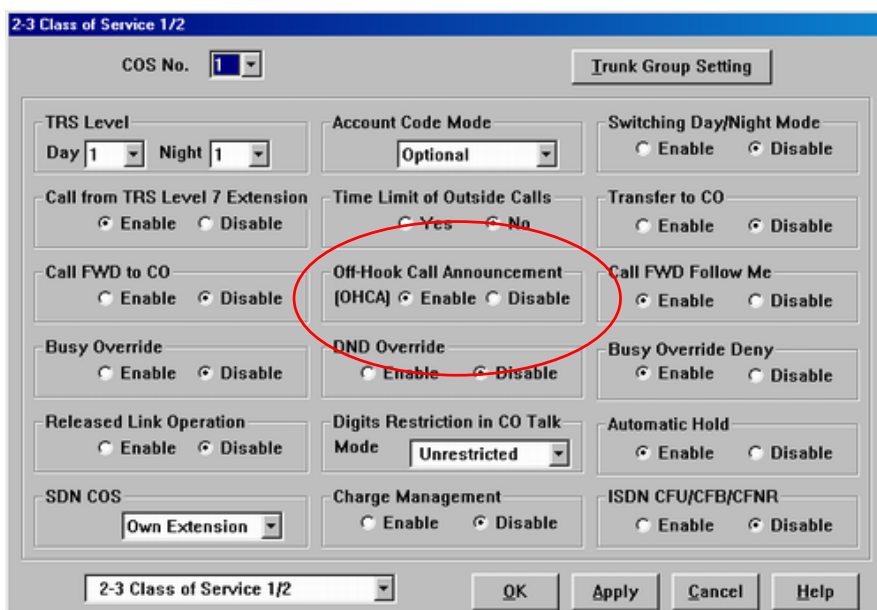 2-3 Class of Service 1/2
COS No. 1
Trunk Group Setting
TRS Level
Day 1 Night 1
Account Code Mode
Optional
Switching Day/Night Mode
Enable Disable
Call from TRS Level 7 Extension
Enable Disable
Time Limit of Outside Calls
Yes No
Transfer to CO
Enable Disable
Call FWD to CO
Enable Disable
Off-Hook Call Announcement
(OHCA) Enable Disable
Call FWD Follow Me
Enable Disable
Busy Override
Enable Disable
DND Override
Enable Disable
Busy Override Deny
Enable Disable
Released Link Operation
Enable Disable
Digits Restriction in CO Talk
Mode Unrestricted
Automatic Hold
Enable Disable
SDN COS
Own Extension
Charge Management
Enable Disable
ISDN CFU/CFB/CFNR
Enable Disable
2-3 Class of Service 1/2
OK Apply Cancel Help